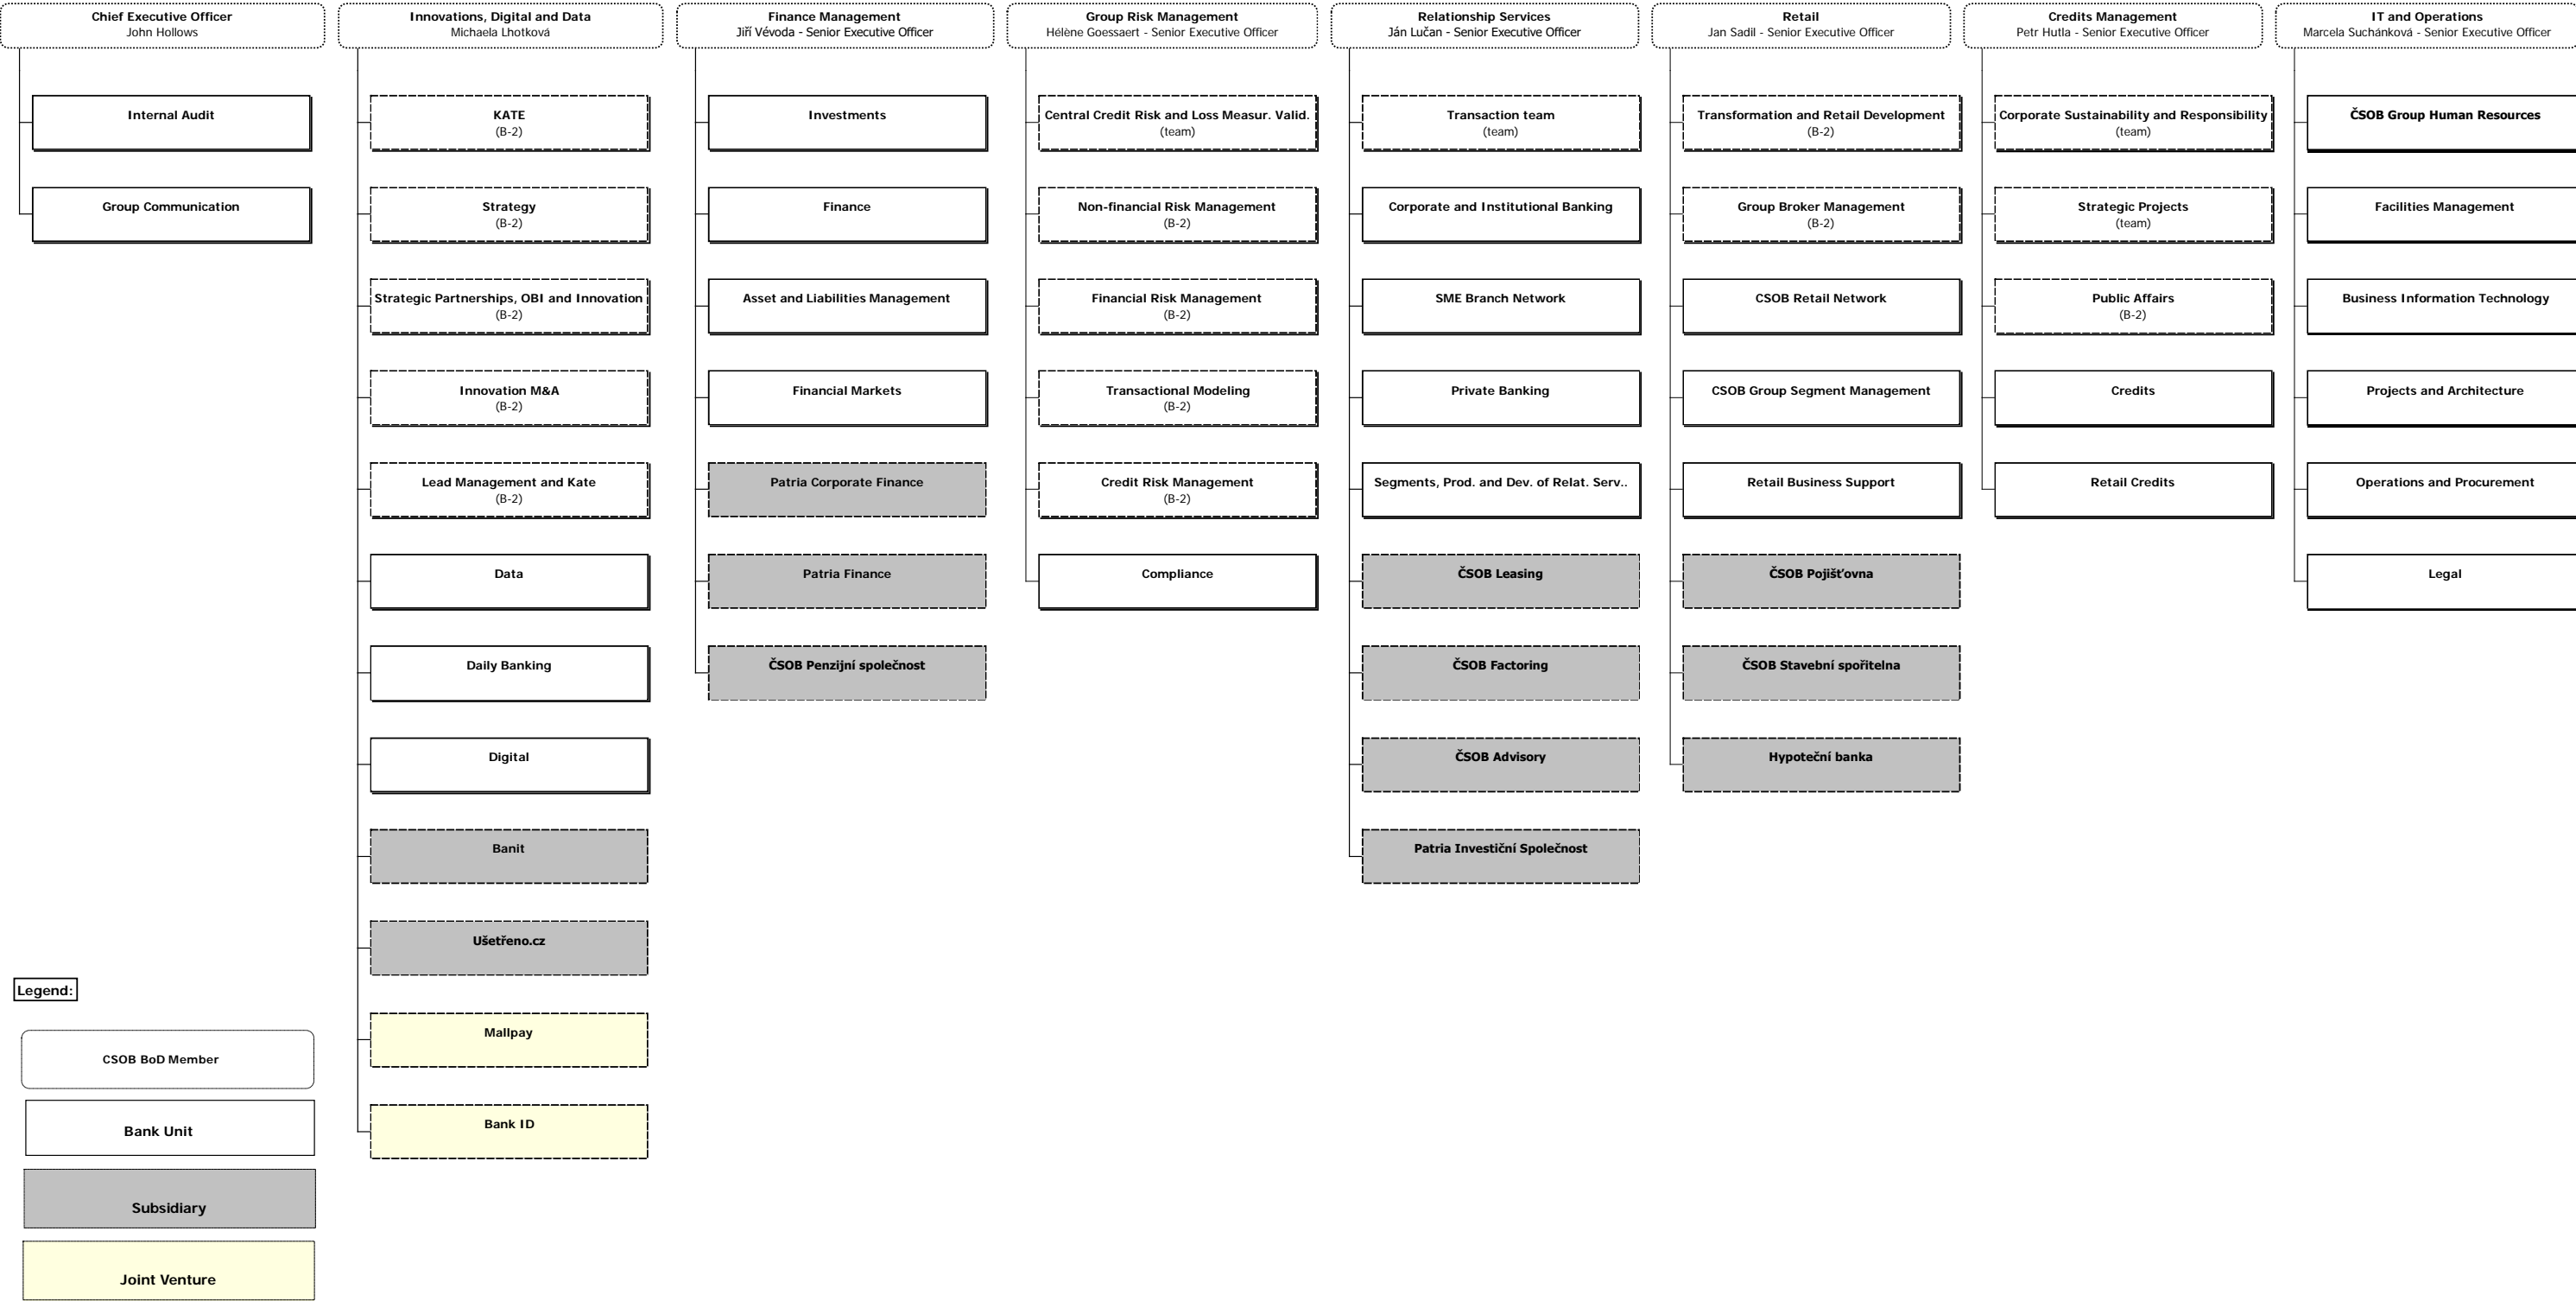 Chief Executive Officer
John Hollows
Internal Audit
Group Communication
Innovations, Digital and Data
Michaela Lhotková
KATE
(B-2)
Strategy
(B-2)
Strategic Partnerships, OBI and Innovation
(B-2)
Innovation M&A
(B-2)
Lead Management and Kate
(B-2)
Data
Daily Banking
Digital
Banit
Ušetřeno.cz
Mallpay
Bank ID
Finance Management
Jiří Vévoda - Senior Executive Officer
Investments
Finance
Asset and Liabilities Management
Financial Markets
Patria Corporate Finance
Patria Finance
ČSOB Penzijní společnost
Group Risk Management
Hélène Goessaert - Senior Executive Officer
Central Credit Risk and Loss Measur. Valid.
(team)
Non-financial Risk Management
(B-2)
Financial Risk Management
(B-2)
Transactional Modeling
(B-2)
Credit Risk Management
(B-2)
Compliance
Relationship Services
Ján Lučan - Senior Executive Officer
Transaction team
(team)
Corporate and Institutional Banking
SME Branch Network
Private Banking
Segments, Prod. and Dev. of Relat. Serv..
ČSOB Leasing
ČSOB Factoring
ČSOB Advisory
Patria Investiční Společnost
Retail
Jan Sadil - Senior Executive Officer
Transformation and Retail Development
(B-2)
Group Broker Management
(B-2)
CSOB Retail Network
CSOB Group Segment Management
Retail Business Support
ČSOB Pojišťovna
ČSOB Stavební spořitelna
Hypoteční banka
Credits Management
Petr Hutla - Senior Executive Officer
Corporate Sustainability and Responsibility
(team)
Strategic Projects
(team)
Public Affairs
(B-2)
Credits
Retail Credits
IT and Operations
Marcela Suchánková - Senior Executive Officer
ČSOB Group Human Resources
Facilities Management
Business Information Technology
Projects and Architecture
Operations and Procurement
Legal
Legend:
CSOB BoD Member
Bank Unit
Subsidiary
Joint Venture